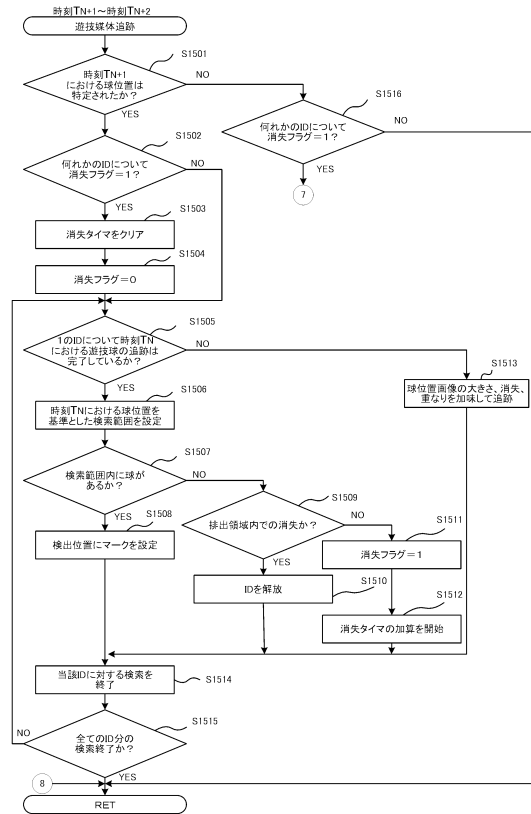 時刻TN+1～時刻TN+2
遊技媒体追跡
S1501
時刻TN+1
における球位置は
特定されたか？
NO
YES
S1516
何れかのIDについて
消失フラグ＝1？
NO
YES
7
S1502
何れかのIDについて
消失フラグ＝1？
NO
YES
S1503
消失タイマをクリア
S1504
消失フラグ＝0
S1505
1のIDについて時刻TN
における遊技球の追跡は
完了しているか？
NO
YES
S1513
球位置画像の大きさ、消失、
重なりを加味して追跡
S1506
時刻TNにおける球位置を
基準とした検索範囲を設定
S1507
検索範囲内に球が
あるか？
NO
YES
S1508
検出位置にマークを設定
S1509
排出領域内での消失か？
NO
YES
S1510
IDを解放
S1511
消失フラグ＝1
S1512
消失タイマの加算を開始
S1514
当該IDに対する検索を
終了
S1515
全てのID分の
検索終了か？
NO
YES
8
RET